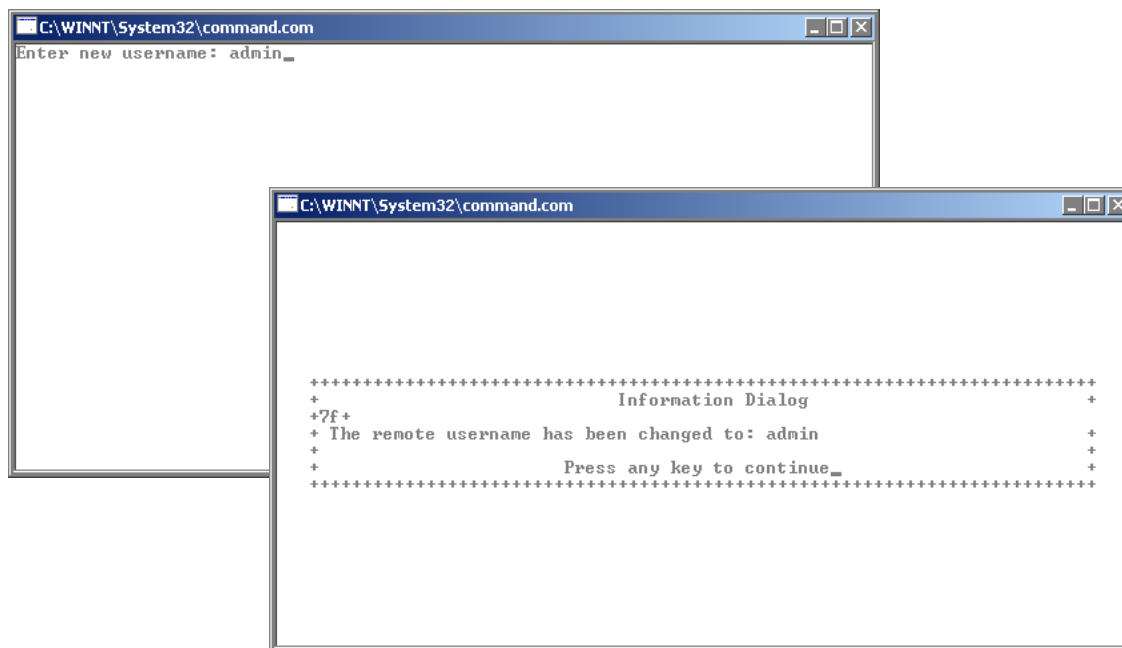 C:\WINNT\System32\command.com
Enter new username: admin_
C:\WINNT\System32\command.com
++++++++++++++++++++++++++++++++++++++++++++++++++++++++++++++++++++++++++
+ Information Dialog +
+7f+
+ The remote username has been changed to: admin +
+ +
+ Press any key to continue_ +
++++++++++++++++++++++++++++++++++++++++++++++++++++++++++++++++++++++++++